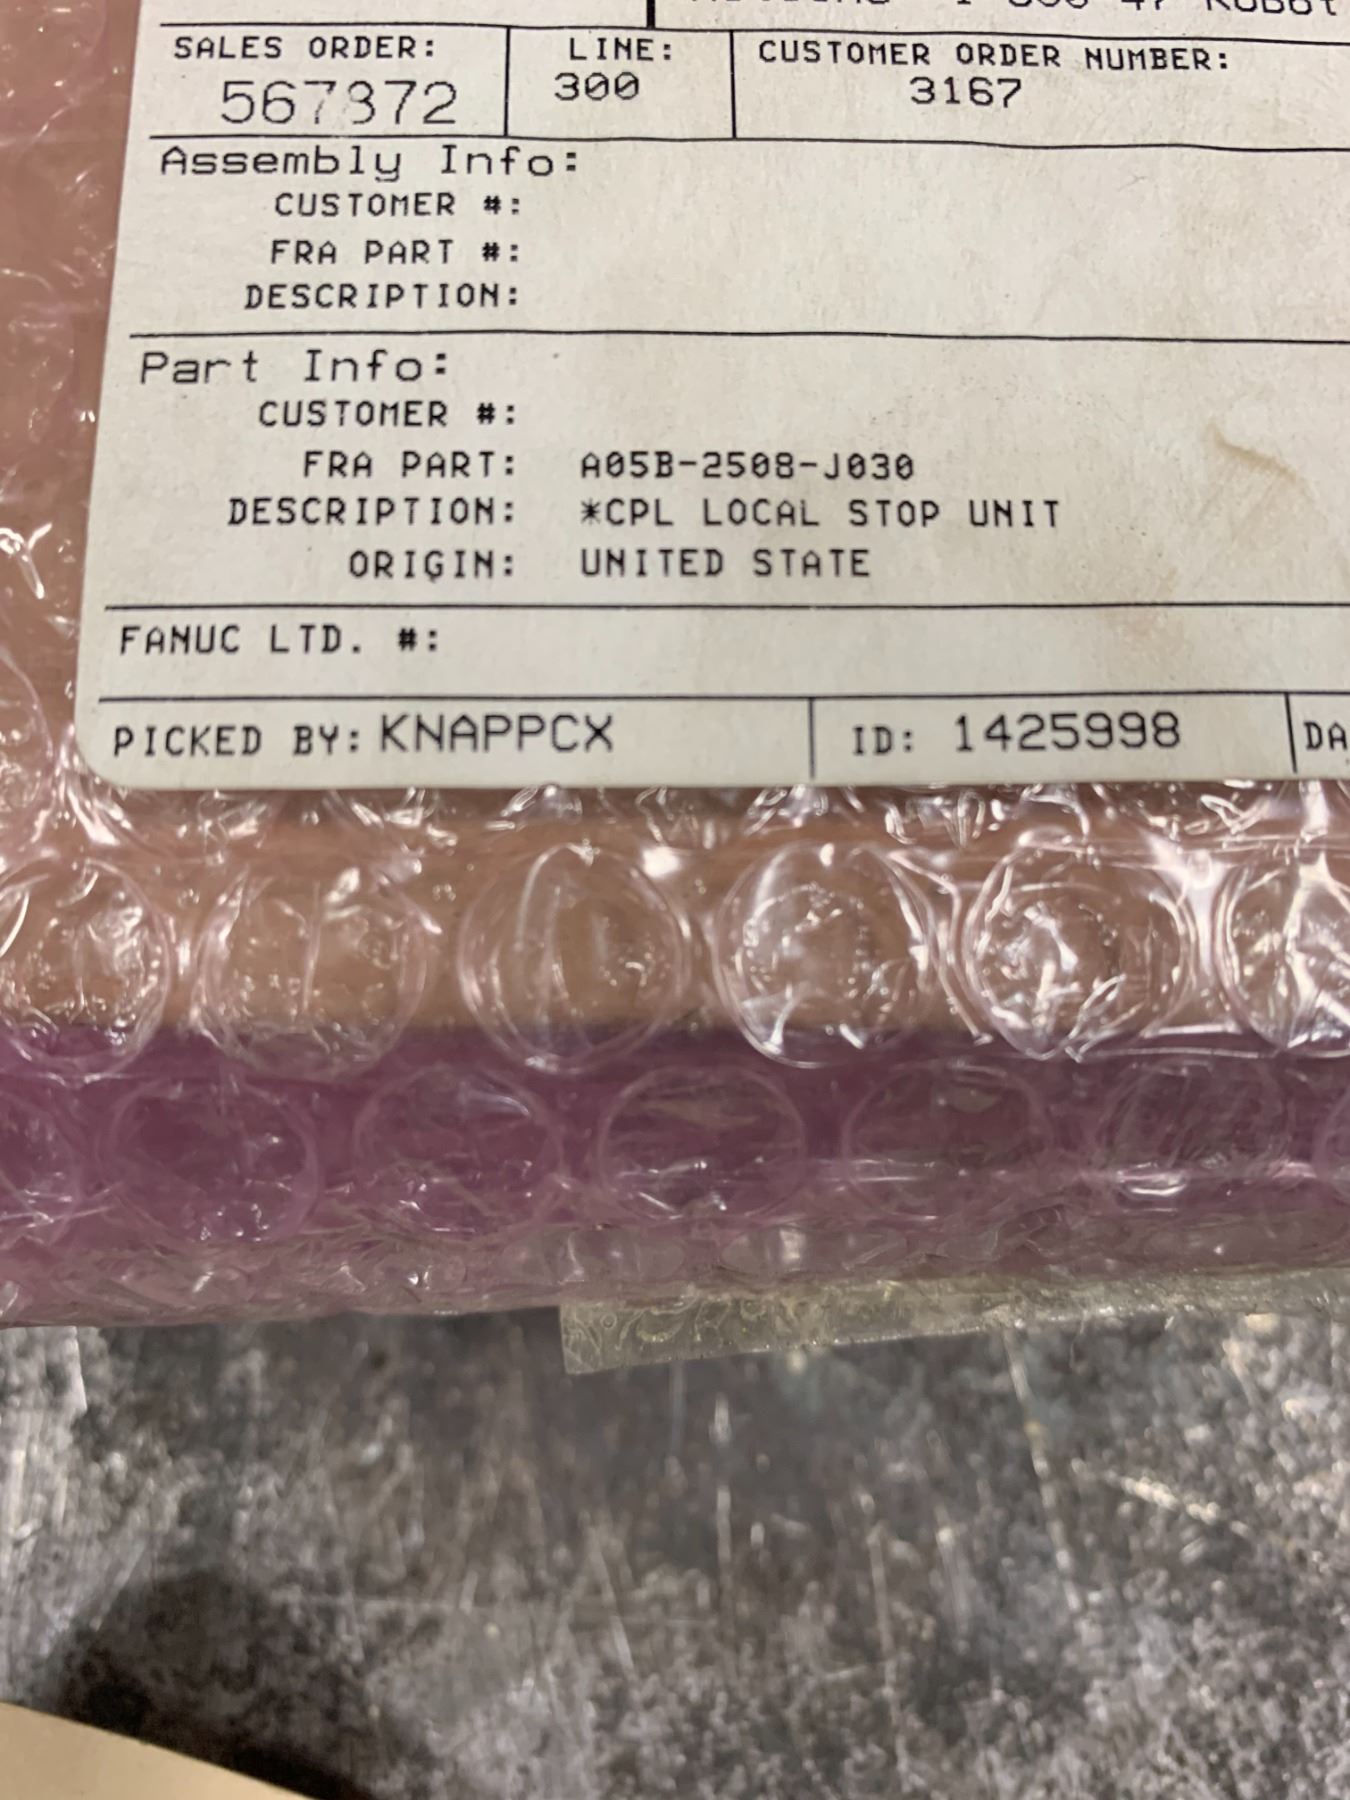 SALES ORDER: LINE: CUSTOMER ORDER NUMBER:
567372 300 3167
Assembly Info:
CUSTOMER #:
FRA PART #:
DESCRIPTION:
Part Info:
CUSTOMER #:
FRA PART: A05B-2508-J030
DESCRIPTION: *CPL LOCAL STOP UNIT
ORIGIN: UNITED STATE
FANUC LTD. #:
PICKED BY: KNAPPCX ID: 1425998 DA